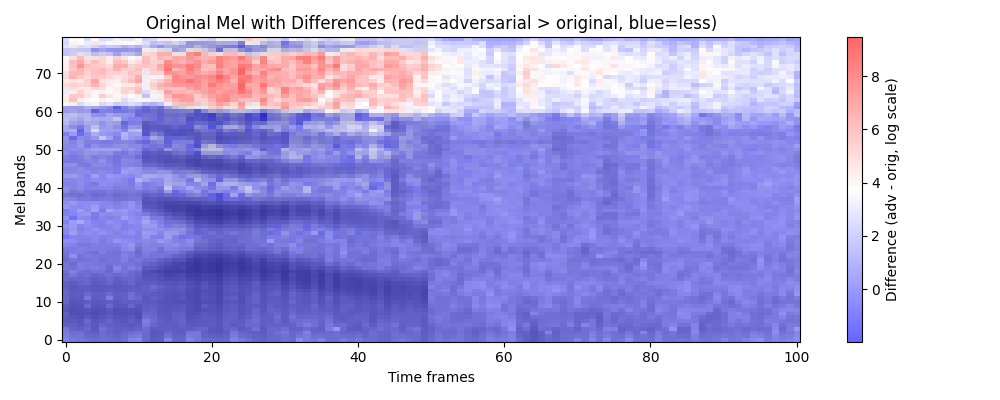 Original Mel with Differences (red=adversarial > original, blue=less)
Mel bands
70
60
50
40
30
20
10
0
0 20 40 60 80 100
Time frames
8
6
4
2
0
Difference (adv - orig, log scale)